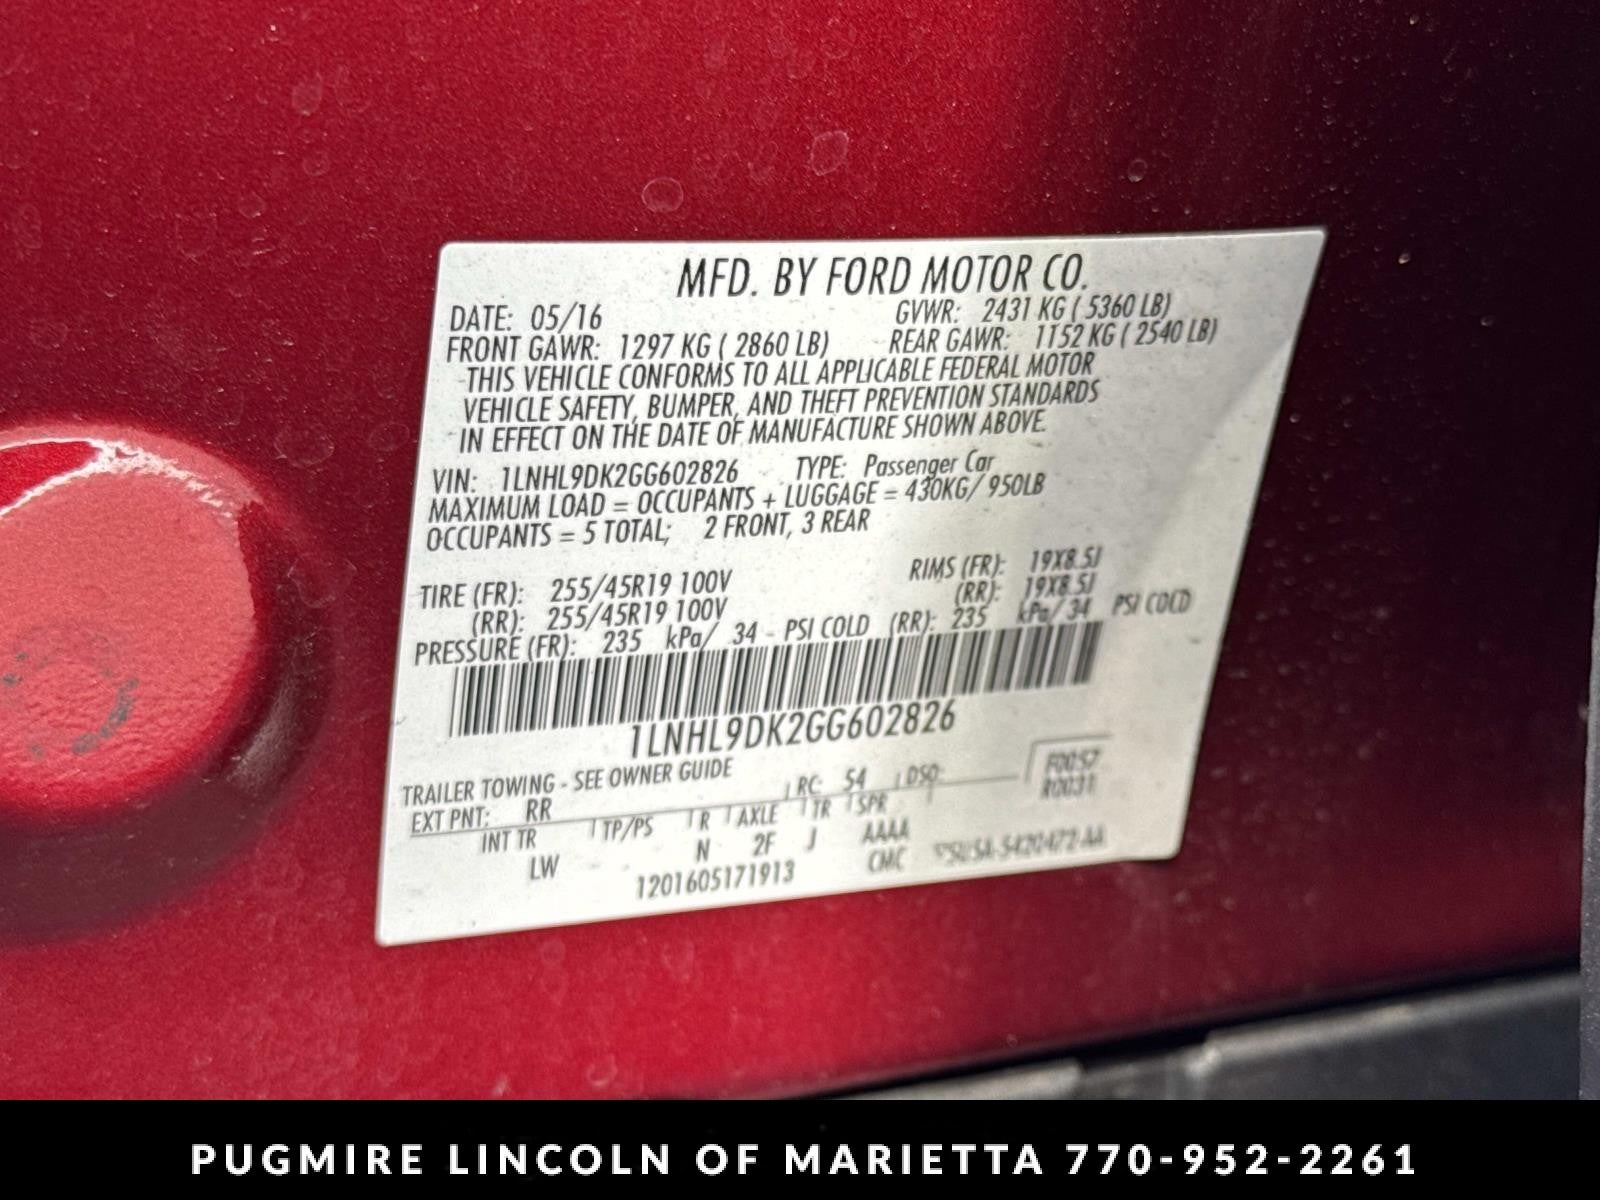 MFD. BY FORD MOTOR CO.
DATE: 05/16 GVWR: 2431 KG ( 5360 LB)
FRONT GAWR: 1297 KG ( 2860 LB) REAR GAWR: 1152 KG ( 2540 LB)
THIS VEHICLE CONFORMS TO ALL APPLICABLE FEDERAL MOTOR
VEHICLE SAFETY, BUMPER, AND THEFT PREVENTION STANDARDS
IN EFFECT ON THE DATE OF MANUFACTURE SHOWN ABOVE.
VIN: 1LNHL9DK2GG602826 TYPE: Passenger Car
MAXIMUM LOAD = OCCUPANTS + LUGGAGE = 430KG/ 950LB
OCCUPANTS = 5 TOTAL; 2 FRONT, 3 REAR
TIRE (FR): 255/45R19 100V RIMS (FR): 19X8.5J
(RR): 255/45R19 100V (RR): 19X8.5J
PRESSURE (FR): 235 kPa/ 34 - PSI COLD (RR): 235 kPa/ 34 PSI COLD
1LNHL9DK2GG602826
TRAILER TOWING - SEE OWNER GUIDE
EXT PNT: RR RC: 54 DSO: F0057
R0031
INT TR TP/PS R AXLE TR SPR
LW N 2F J AAAA
1201605171913 CMC
PUGMIRE LINCOLN OF MARIETTA 770-952-2261